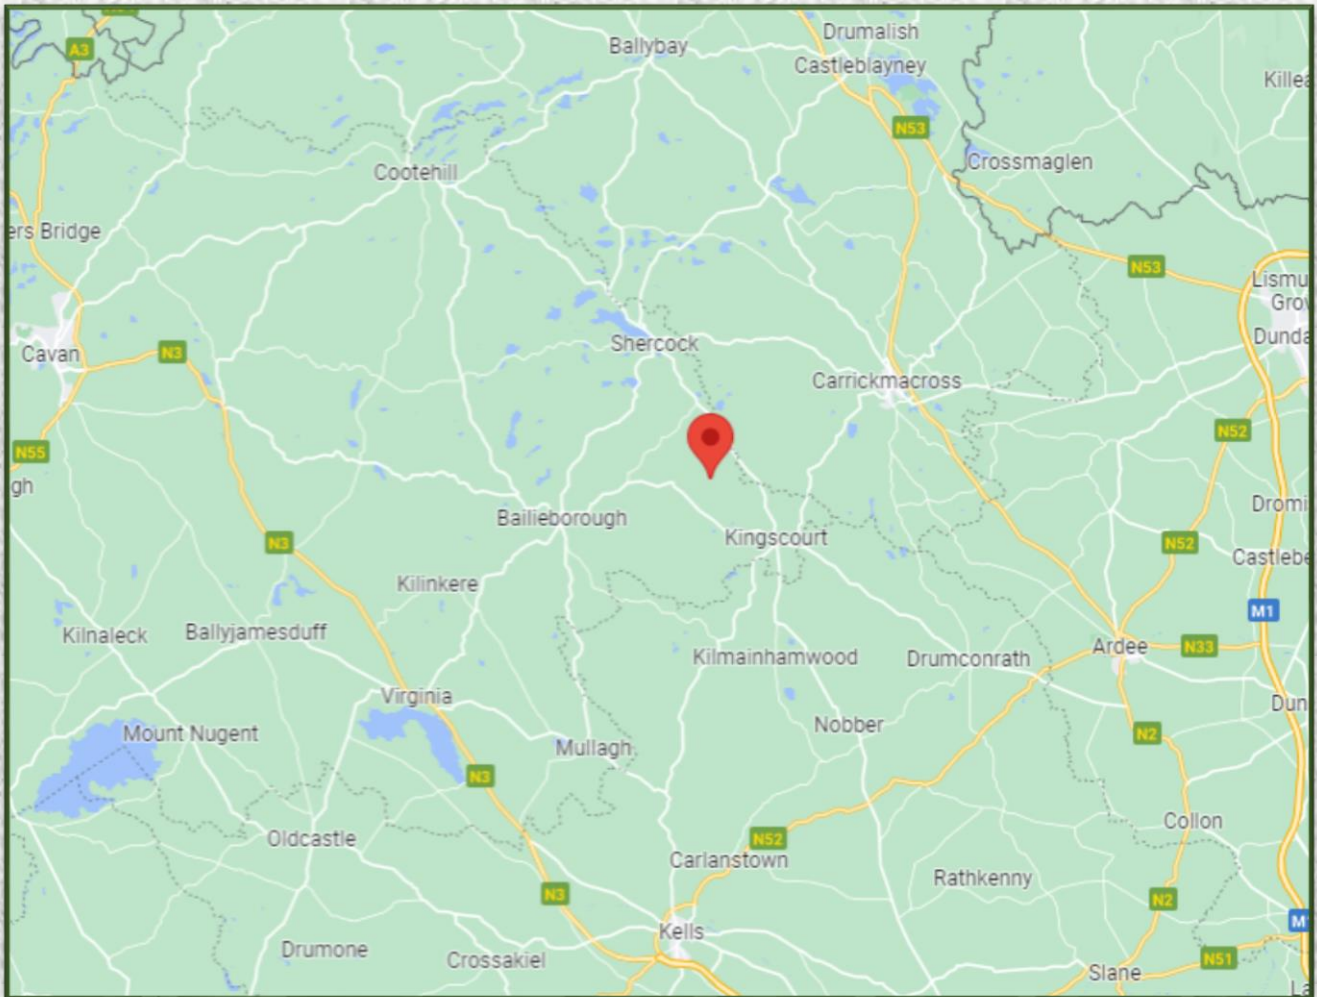 A3
Ballybay
Drumalish
Castleblayney
Killea
N53
Crossmaglen
Cootehill
ers Bridge
N53
Lismu
Grov
Dunda
Cavan
N3
Shercock
Carrickmacross
N52
N55
gh
Bailieborough
Dromi
Kingscourt
N3
N52
Castlebe
Kilinkere
M1
Kilnaleck
Ballyjamesduff
Ardee
N33
Kilmainhamwood
Drumconrath
Virginia
Dun
Mount Nugent
Nobber
N2
Mullagh
N3
Collon
Oldcastle
N52
Carlanstown
Rathkenny
N3
N2
M
Kells
Drumone
Crossakiel
N51
Slane
La